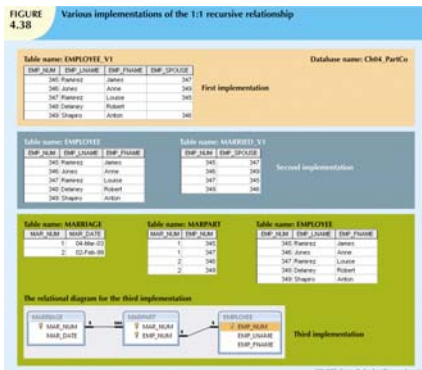 FIGURE 4.38
Various implementations of the 1:1 recursive relationship
Table name: EMPLOYEE_V1
Database name: Ch04_PartCo
EMP_NUM EMP_LNAME EMP_FNAME EMP_SPOUSE
345 Ramirez James 347
346 Jones Anne 349
347 Ramirez Louise 345
348 Delaney Robert
349 Shapiro Anton 346
First implementation
Table name: EMPLOYEE
Table name: MARRIED_V1
EMP_NUM EMP_LNAME EMP_FNAME
345 Ramirez James
346 Jones Anne
347 Ramirez Louise
348 Delaney Robert
349 Shapiro Anton
EMP_NUM EMP_SPOUSE
345 347
346 349
347 345
349 346
Second implementation
Table name: MARRIAGE
Table name: MARPART
Table name: EMPLOYEE
MAR_NUM MAR_DATE
1 04-Mar-03
2 02-Feb-99
MAR_NUM EMP_NUM
1 345
1 347
2 346
2 349
EMP_NUM EMP_LNAME EMP_FNAME
345 Ramirez James
346 Jones Anne
347 Ramirez Louise
348 Delaney Robert
349 Shapiro Anton
The relational diagram for the third implementation
MARRIAGE
MAR_NUM
MAR_DATE
MARPART
MAR_NUM
EMP_NUM
EMPLOYEE
EMP_NUM
EMP_LNAME
EMP_FNAME
Third implementation